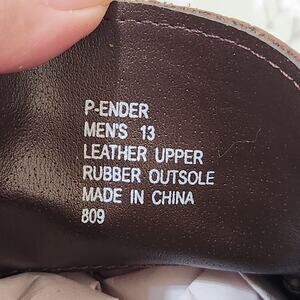 P-ENDER
MEN'S 13
LEATHER UPPER
RUBBER OUTSOLE
MADE IN CHINA
809